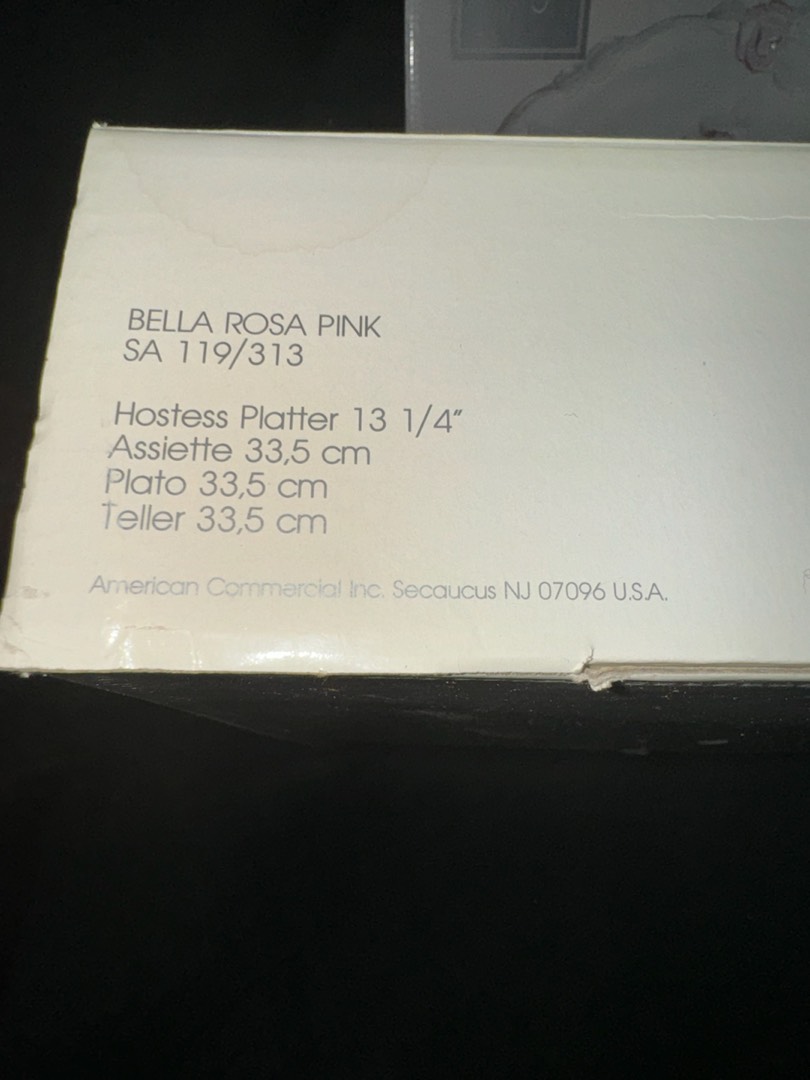 BELLA ROSA PINK
SA 119/313
Hostess Platter 13 1/4"
Assiette 33,5 cm
Plato 33,5 cm
Teller 33,5 cm
American Commercial Inc. Secaucus NJ 07096 U.S.A.